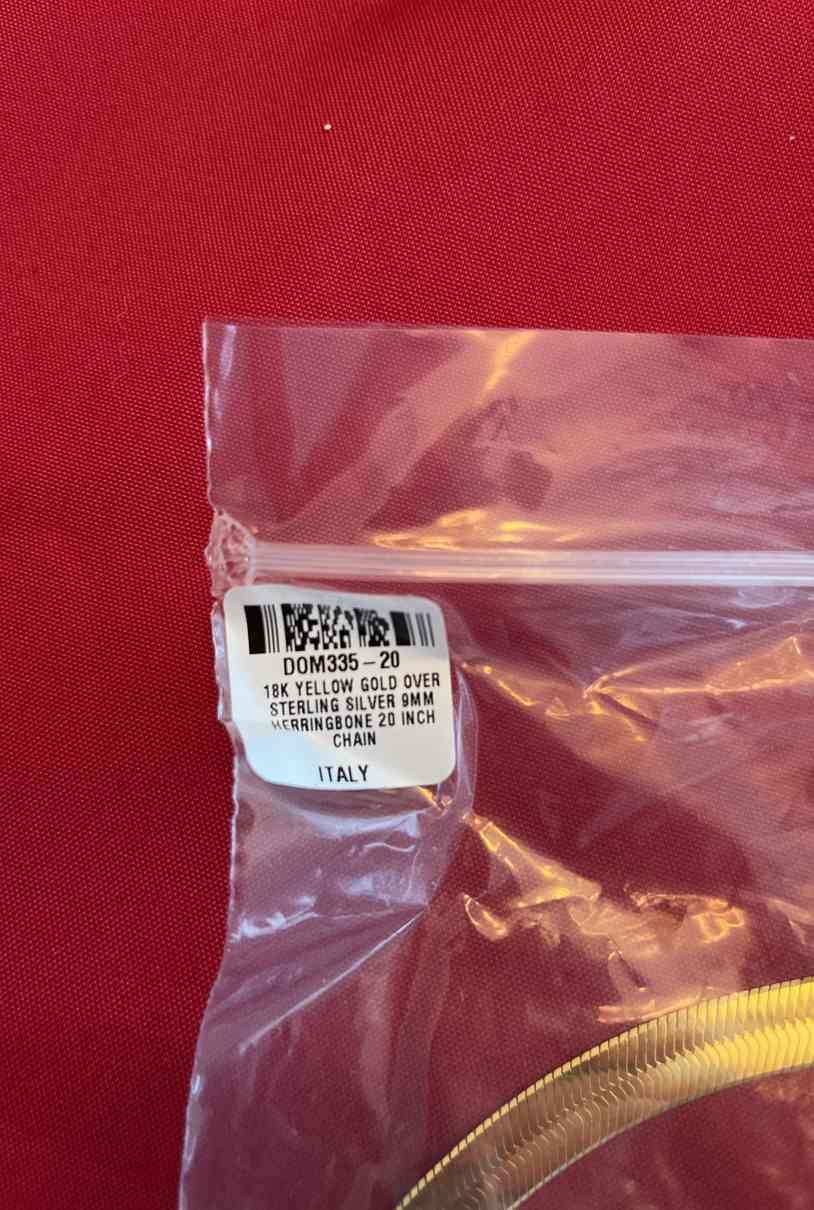 DOM335-20
18K YELLOW GOLD OVER
STERLING SILVER 9MM
HERRINGBONE 20 INCH
CHAIN
ITALY